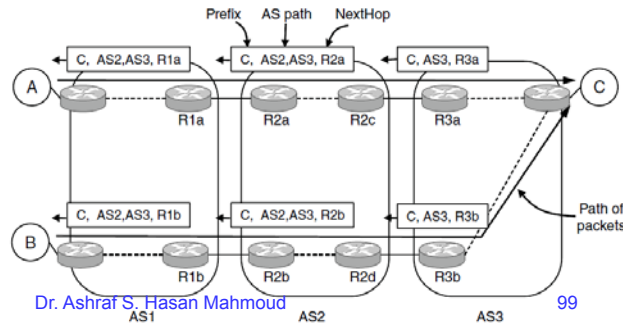 Prefix AS path NextHop
C, AS2,AS3, R1a C, AS2,AS3, R2a C, AS3, R3a
A C
R1a R2a R2c R3a
C, AS2,AS3, R1b C, AS2,AS3, R2b C, AS3, R3b
Path of
packets
B
R1b R2b R2d R3b
Dr. Ashraf S. Hasan Mahmoud 99
AS1 AS2 AS3